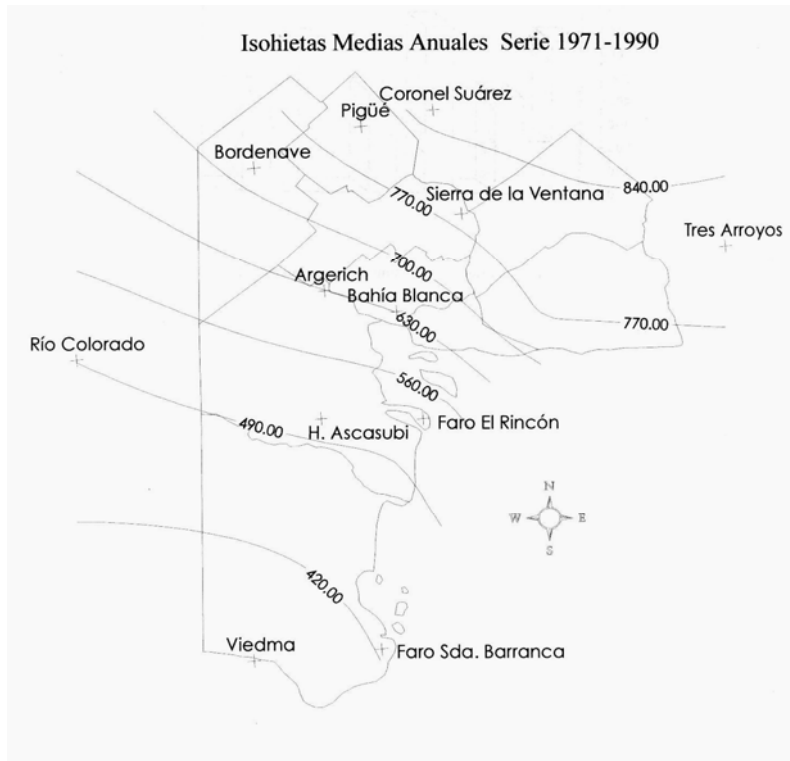 Isohietas Medias Anuales Serie 1971-1990
Coronel Suárez
Pigüé
Bordenave
840.00
770.00
Sierra de la Ventana
Tres Arroyos
700.00
Argerich
Bahía Blanca
630.00
770.00
Río Colorado
560.00
Faro El Rincón
490.00
H. Ascasubi
N
W
E
S
420.00
Viedma
Faro Sda. Barranca